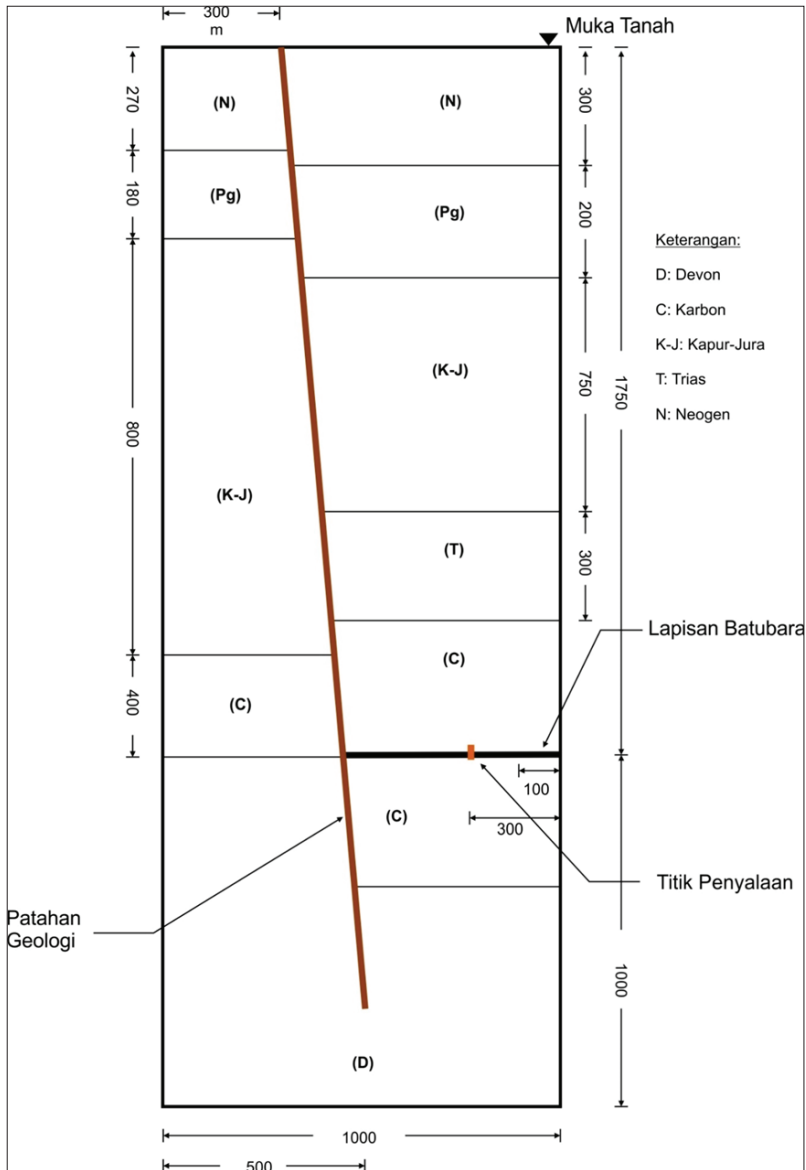 300
m
Muka Tanah
270
(N)
(N)
300
180
(Pg)
(Pg)
200
Keterangan:
D: Devon
C: Karbon
K-J: Kapur-Jura
T: Trias
N: Neogen
(K-J)
750
1750
800
(K-J)
(T)
300
Lapisan Batubara
(C)
400
(C)
100
(C)
300
Titik Penyalaan
Patahan
Geologi
1000
(D)
1000
500